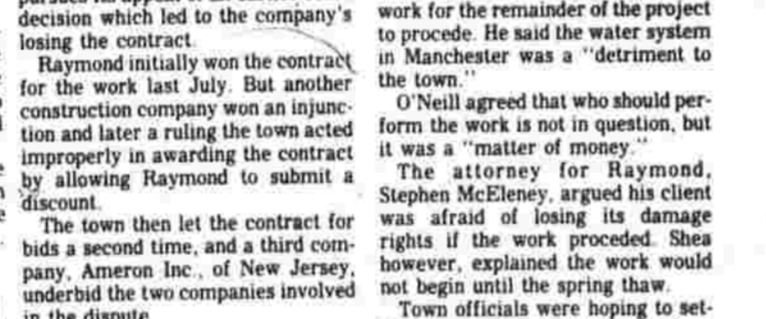 decision which led to the company's
losing the contract.
Raymond initially won the contract
for the work last July. But another
construction company won an injunc-
tion and later a ruling the town acted
improperly in awarding the contract
by allowing Raymond to submit a
discount.
The town then let the contract for
bids a second time, and a third com-
pany, Ameron Inc., of New Jersey,
underbid the two companies involved
in the dispute
work for the remainder of the project
to procede. He said the water system
in Manchester was a "detriment to
the town."
O'Neill agreed that who should per-
form the work is not in question, but
it was a "matter of money."
The attorney for Raymond,
Stephen McEleney, argued his client
was afraid of losing its damage
rights if the work proceded. Shea
however, explained the work would
not begin until the spring thaw.
Town officials were hoping to set-